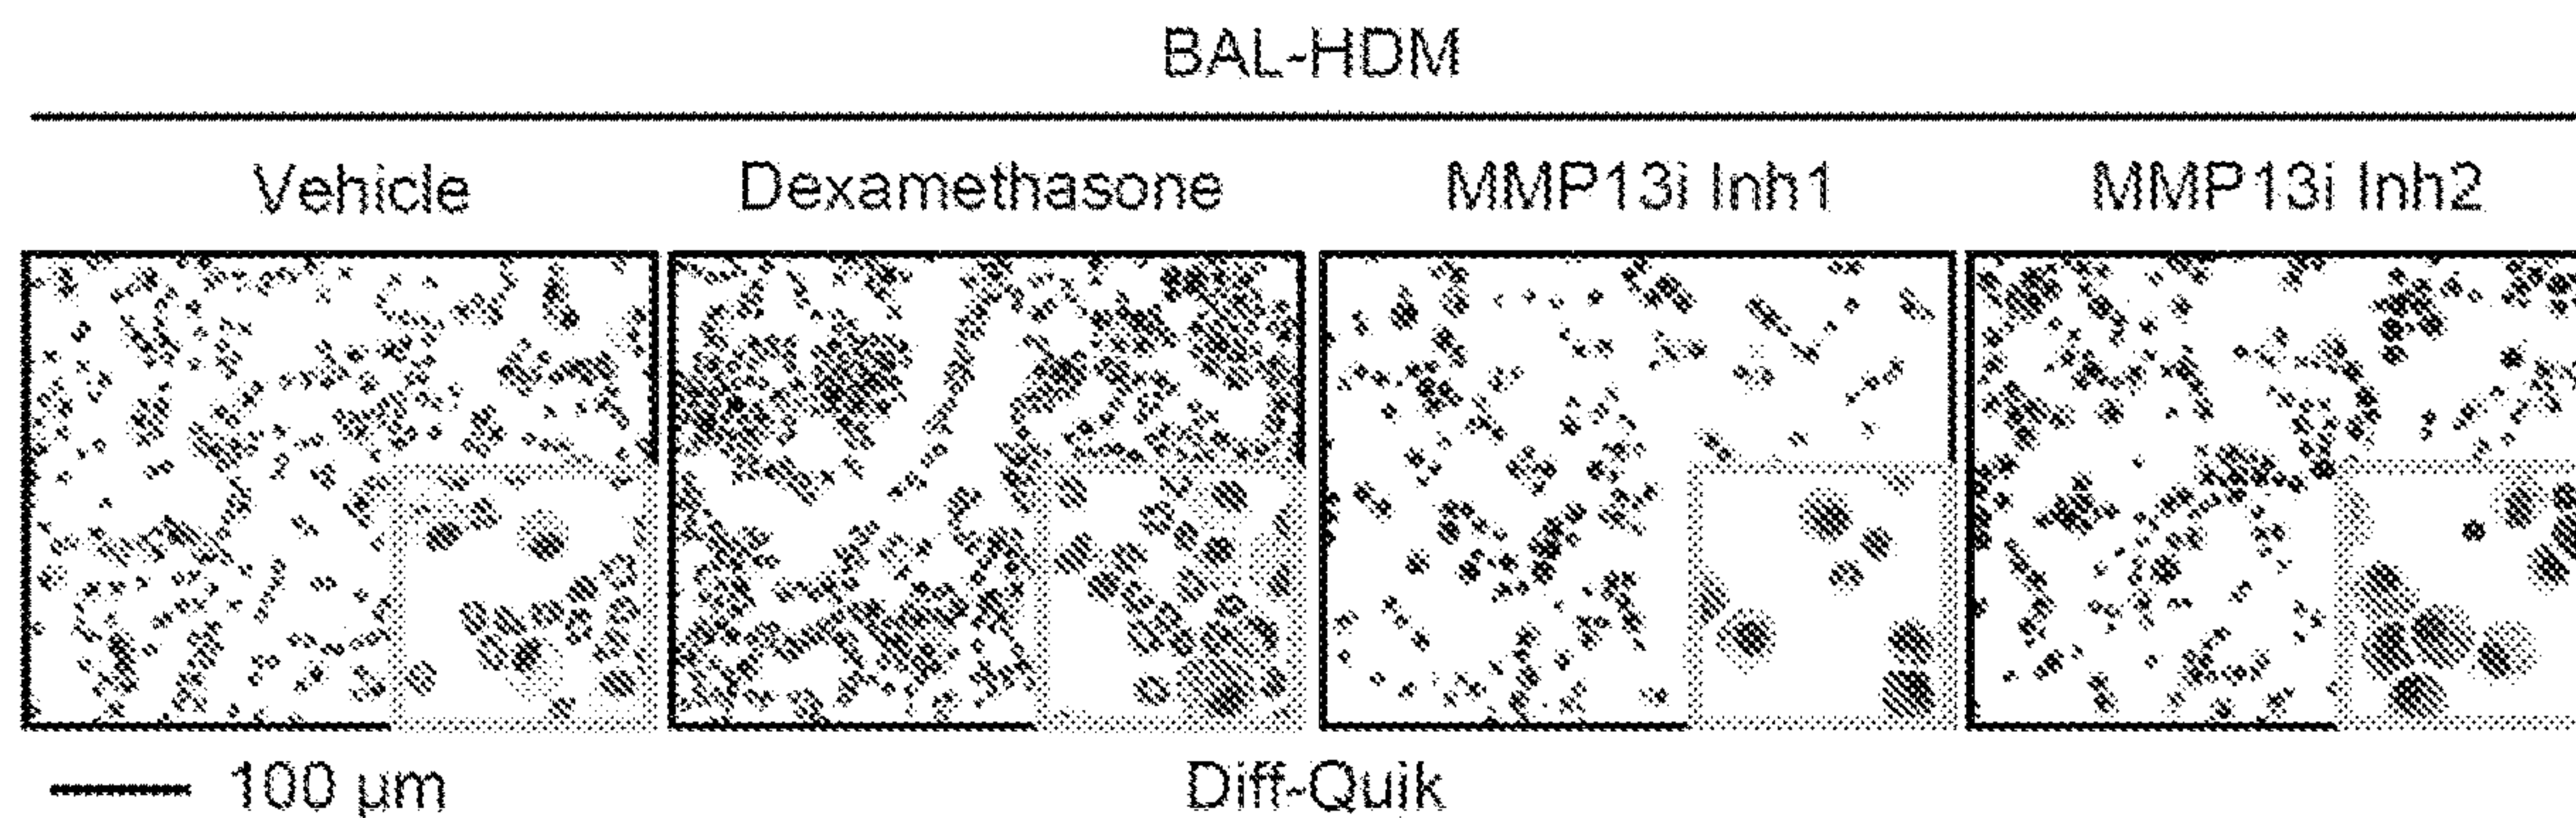 BAL-HDM
Vehicle Dexamethasone MMP13i Inh1 MMP13i Inh2
100 µm Diff-Quik